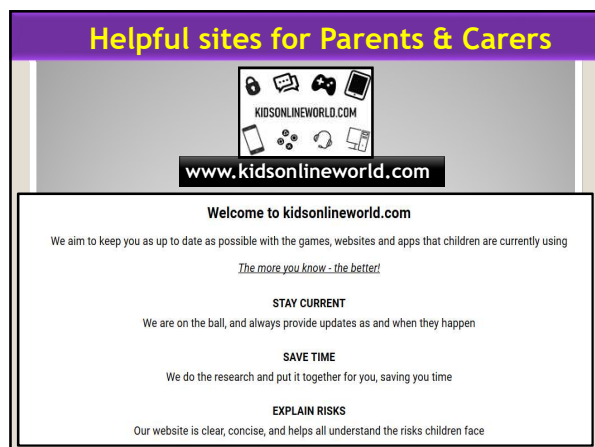 Helpful sites for Parents & Carers
KIDSONLINEWORLD.COM
www.kidsonlineworld.com
Welcome to kidsonlineworld.com
We aim to keep you as up to date as possible with the games, websites and apps that children are currently using
The more you know - the better!
STAY CURRENT
We are on the ball, and always provide updates as and when they happen
SAVE TIME
We do the research and put it together for you, saving you time
EXPLAIN RISKS
Our website is clear, concise, and helps all understand the risks children face